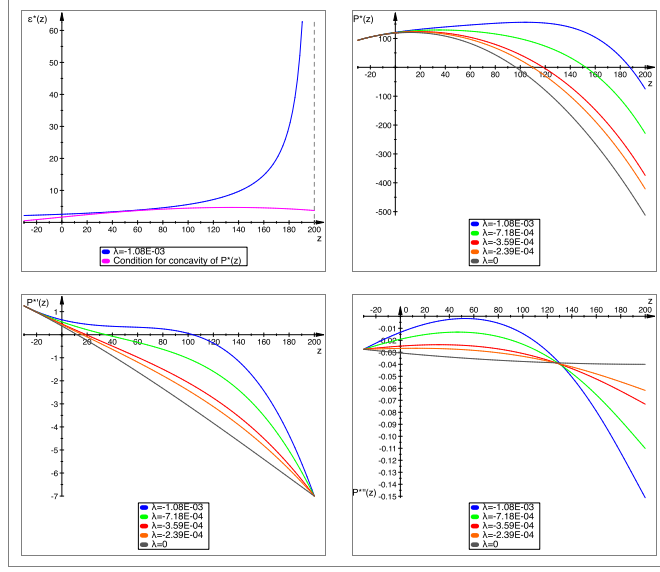 ε*(z)
60
50
40
30
20
10
-20 0 20 40 60 80 100 120 140 160 180 200
z
λ=-1.08E-03
Condition for concavity of P*(z)
P*(z)
100
-20 20 40 60 80 100 120 140 160 180 200
z
-100
-200
-300
-400
-500
λ=-1.08E-03
λ=-7.18E-04
λ=-3.59E-04
λ=-2.39E-04
λ=0
P*'(z)
1
-20 20 40 60 80 100 120 140 160 180 200
z
-1
-2
-3
-4
-5
-6
-7
λ=-1.08E-03
λ=-7.18E-04
λ=-3.59E-04
λ=-2.39E-04
λ=0
z
-20 0 20 40 60 80 100 120 140 160 180 200
-0.01
-0.02
-0.03
-0.04
-0.05
-0.06
-0.07
-0.08
-0.09
-0.10
-0.11
-0.12
-0.13
-0.14
P*''(z)
-0.15
λ=-1.08E-03
λ=-7.18E-04
λ=-3.59E-04
λ=-2.39E-04
λ=0